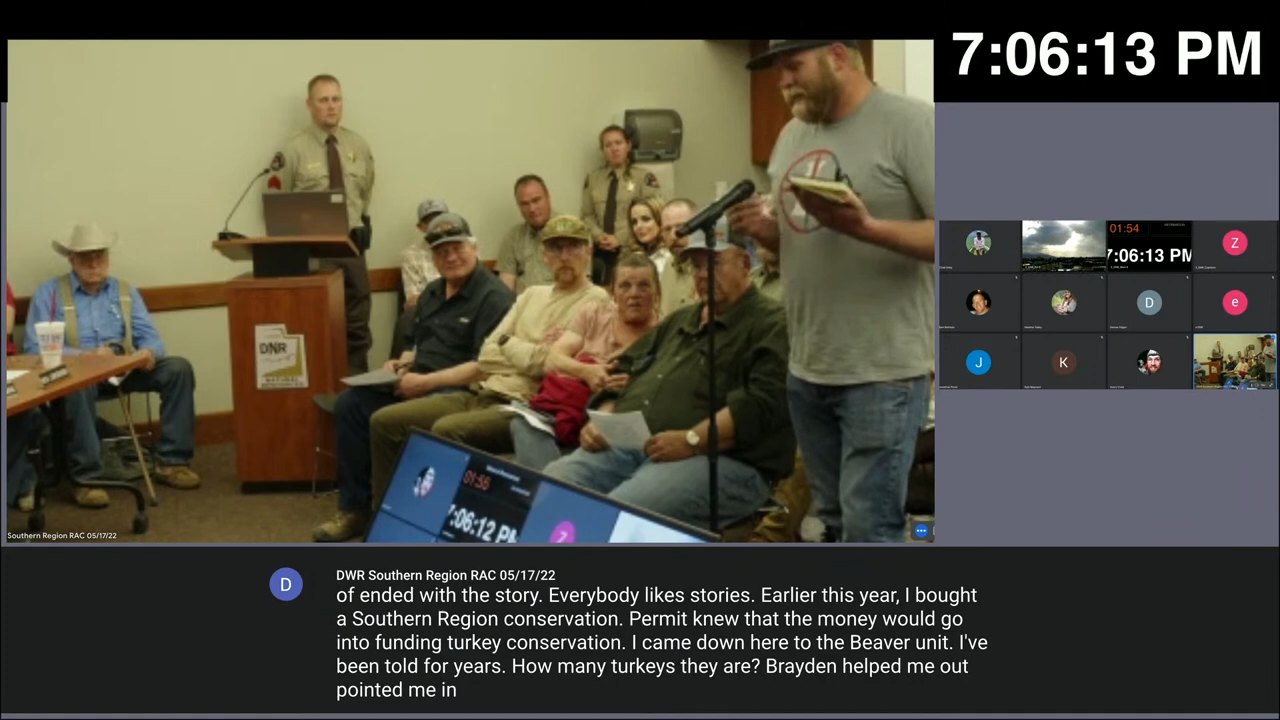 7:06:13 PM
DNR
NATURAL
01:56
7:06:12 PM
Z
Southern Region RAC 05/17/22
01:54
7:06:13 PM
Z
D
e
J
K
D
DWR Southern Region RAC 05/17/22
of ended with the story. Everybody likes stories. Earlier this year, I bought
a Southern Region conservation. Permit knew that the money would go
into funding turkey conservation. I came down here to the Beaver unit. I've
been told for years. How many turkeys they are? Brayden helped me out
pointed me in